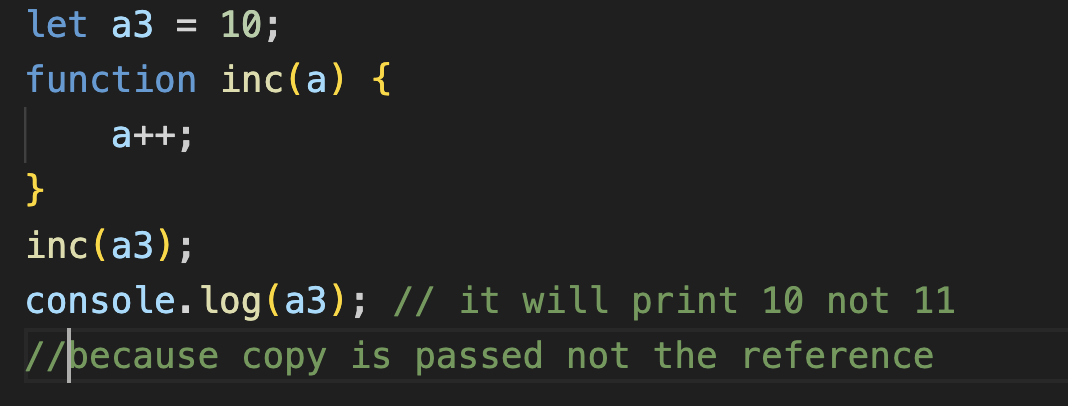 let a3 = 10;
function inc(a) {
    a++;
}
inc(a3);
console.log(a3); // it will print 10 not 11
//because copy is passed not the reference